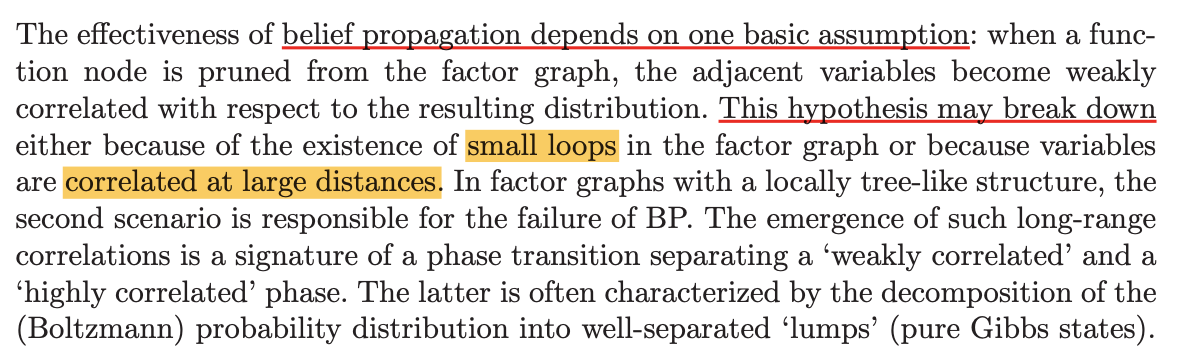 The effectiveness of belief propagation depends on one basic assumption: when a func-
tion node is pruned from the factor graph, the adjacent variables become weakly
correlated with respect to the resulting distribution. This hypothesis may break down
either because of the existence of small loops in the factor graph or because variables
are correlated at large distances. In factor graphs with a locally tree-like structure, the
second scenario is responsible for the failure of BP. The emergence of such long-range
correlations is a signature of a phase transition separating a ‘weakly correlated’ and a
‘highly correlated’ phase. The latter is often characterized by the decomposition of the
(Boltzmann) probability distribution into well-separated ‘lumps’ (pure Gibbs states).